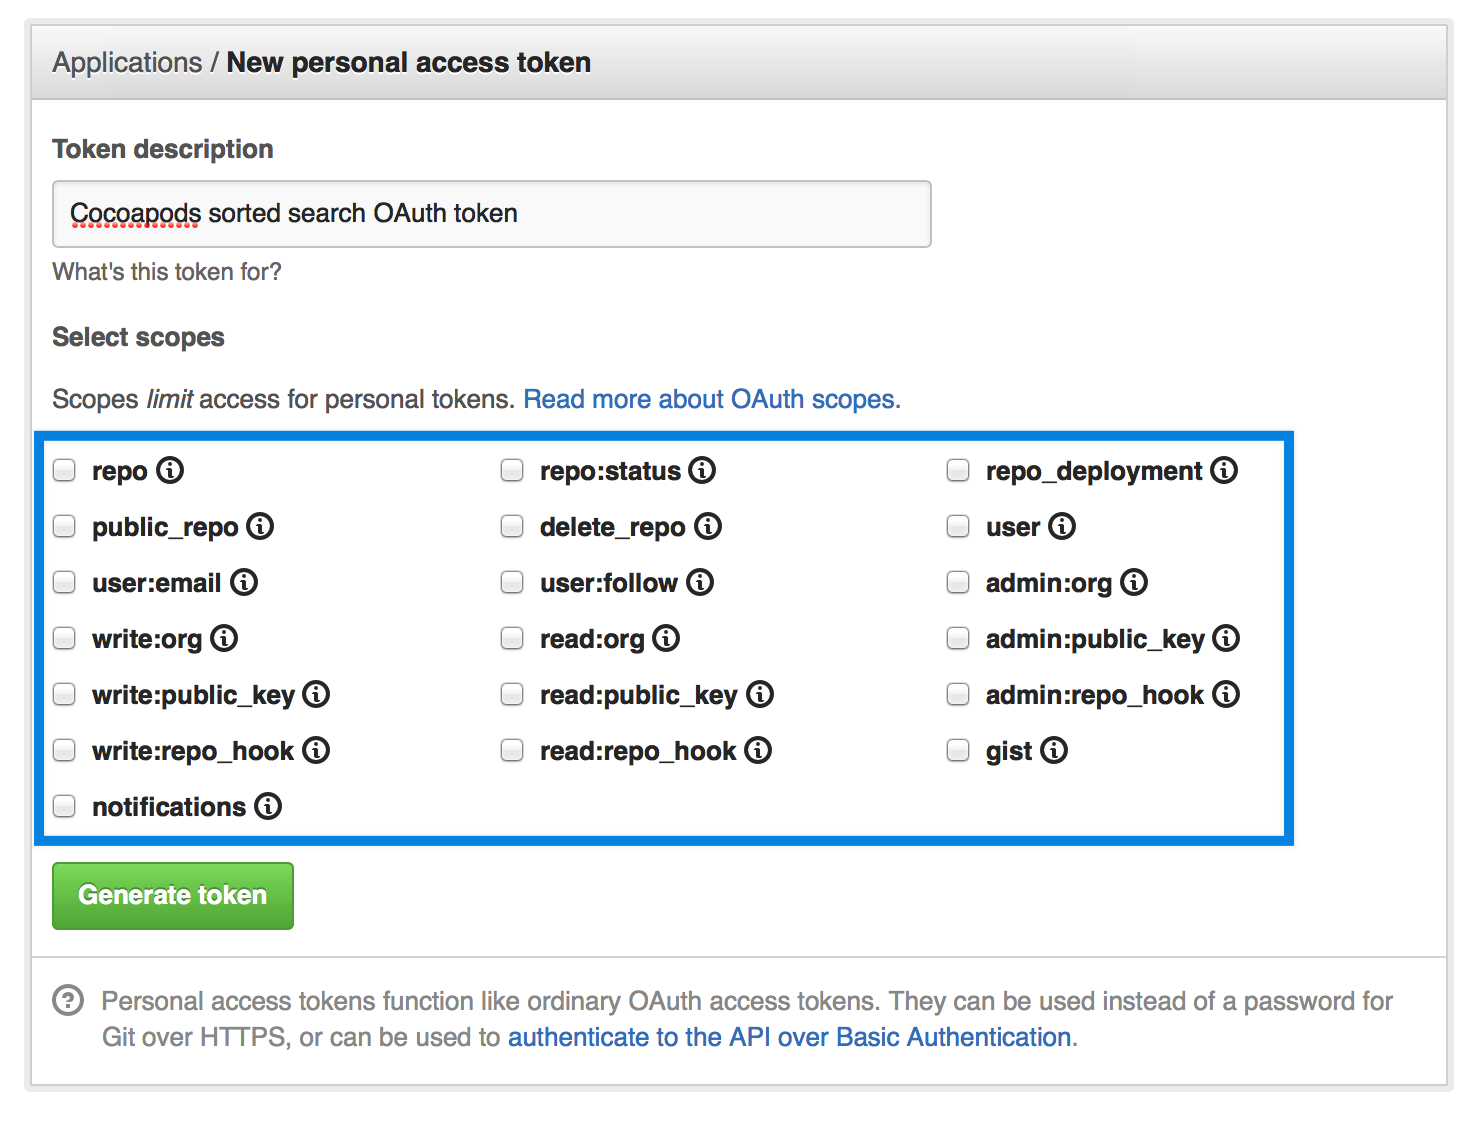 Applications / New personal access token
Token description
Cocoapods sorted search OAuth token
What's this token for?
Select scopes
Scopes limit access for personal tokens. Read more about OAuth scopes.
repo repo:status repo_deployment
public_repo delete_repo user
user:email user:follow admin:org
write:org read:org admin:public_key
write:public_key read:public_key admin:repo_hook
write:repo_hook read:repo_hook gist
notifications
Generate token
Personal access tokens function like ordinary OAuth access tokens. They can be used instead of a password for
Git over HTTPS, or can be used to authenticate to the API over Basic Authentication.